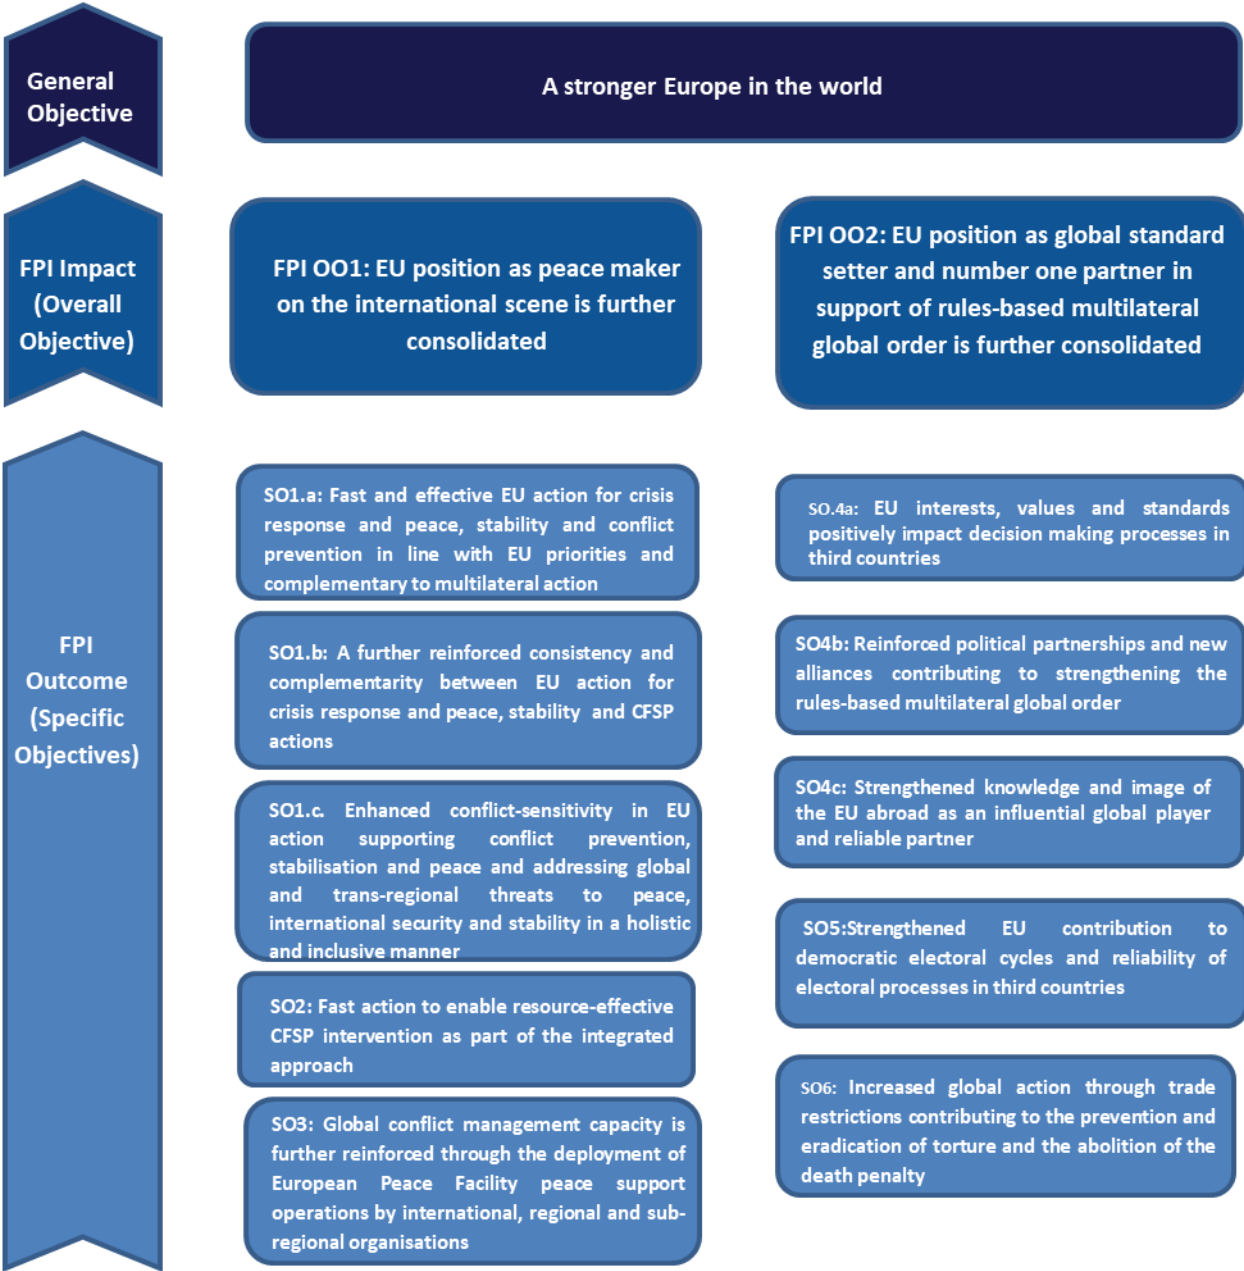 General
Objective
A stronger Europe in the world
FPI Impact
(Overall
Objective)
FPI OO1: EU position as peace maker
on the international scene is further
consolidated
FPI OO2: EU position as global standard
setter and number one partner in
support of rules-based multilateral
global order is further consolidated
FPI
Outcome
(Specific
Objectives)
SO1.a: Fast and effective EU action for crisis
response and peace, stability and conflict
prevention in line with EU priorities and
complementary to multilateral action
SO1.b: A further reinforced consistency and
complementarity between EU action for
crisis response and peace, stability and CFSP
actions
SO1.c. Enhanced conflict-sensitivity in EU
action supporting conflict prevention,
stabilisation and peace and addressing global
and trans-regional threats to peace,
international security and stability in a holistic
and inclusive manner
SO2: Fast action to enable resource-effective
CFSP intervention as part of the integrated
approach
SO3: Global conflict management capacity is
further reinforced through the deployment of
European Peace Facility peace support
operations by international, regional and sub-
regional organisations
SO.4a: EU interests, values and standards
positively impact decision making processes in
third countries
SO4b: Reinforced political partnerships and new
alliances contributing to strengthening the
rules-based multilateral global order
SO4c: Strengthened knowledge and image of
the EU abroad as an influential global player
and reliable partner
SO5:Strengthened EU contribution to
democratic electoral cycles and reliability of
electoral processes in third countries
SO6: Increased global action through trade
restrictions contributing to the prevention and
eradication of torture and the abolition of the
death penalty